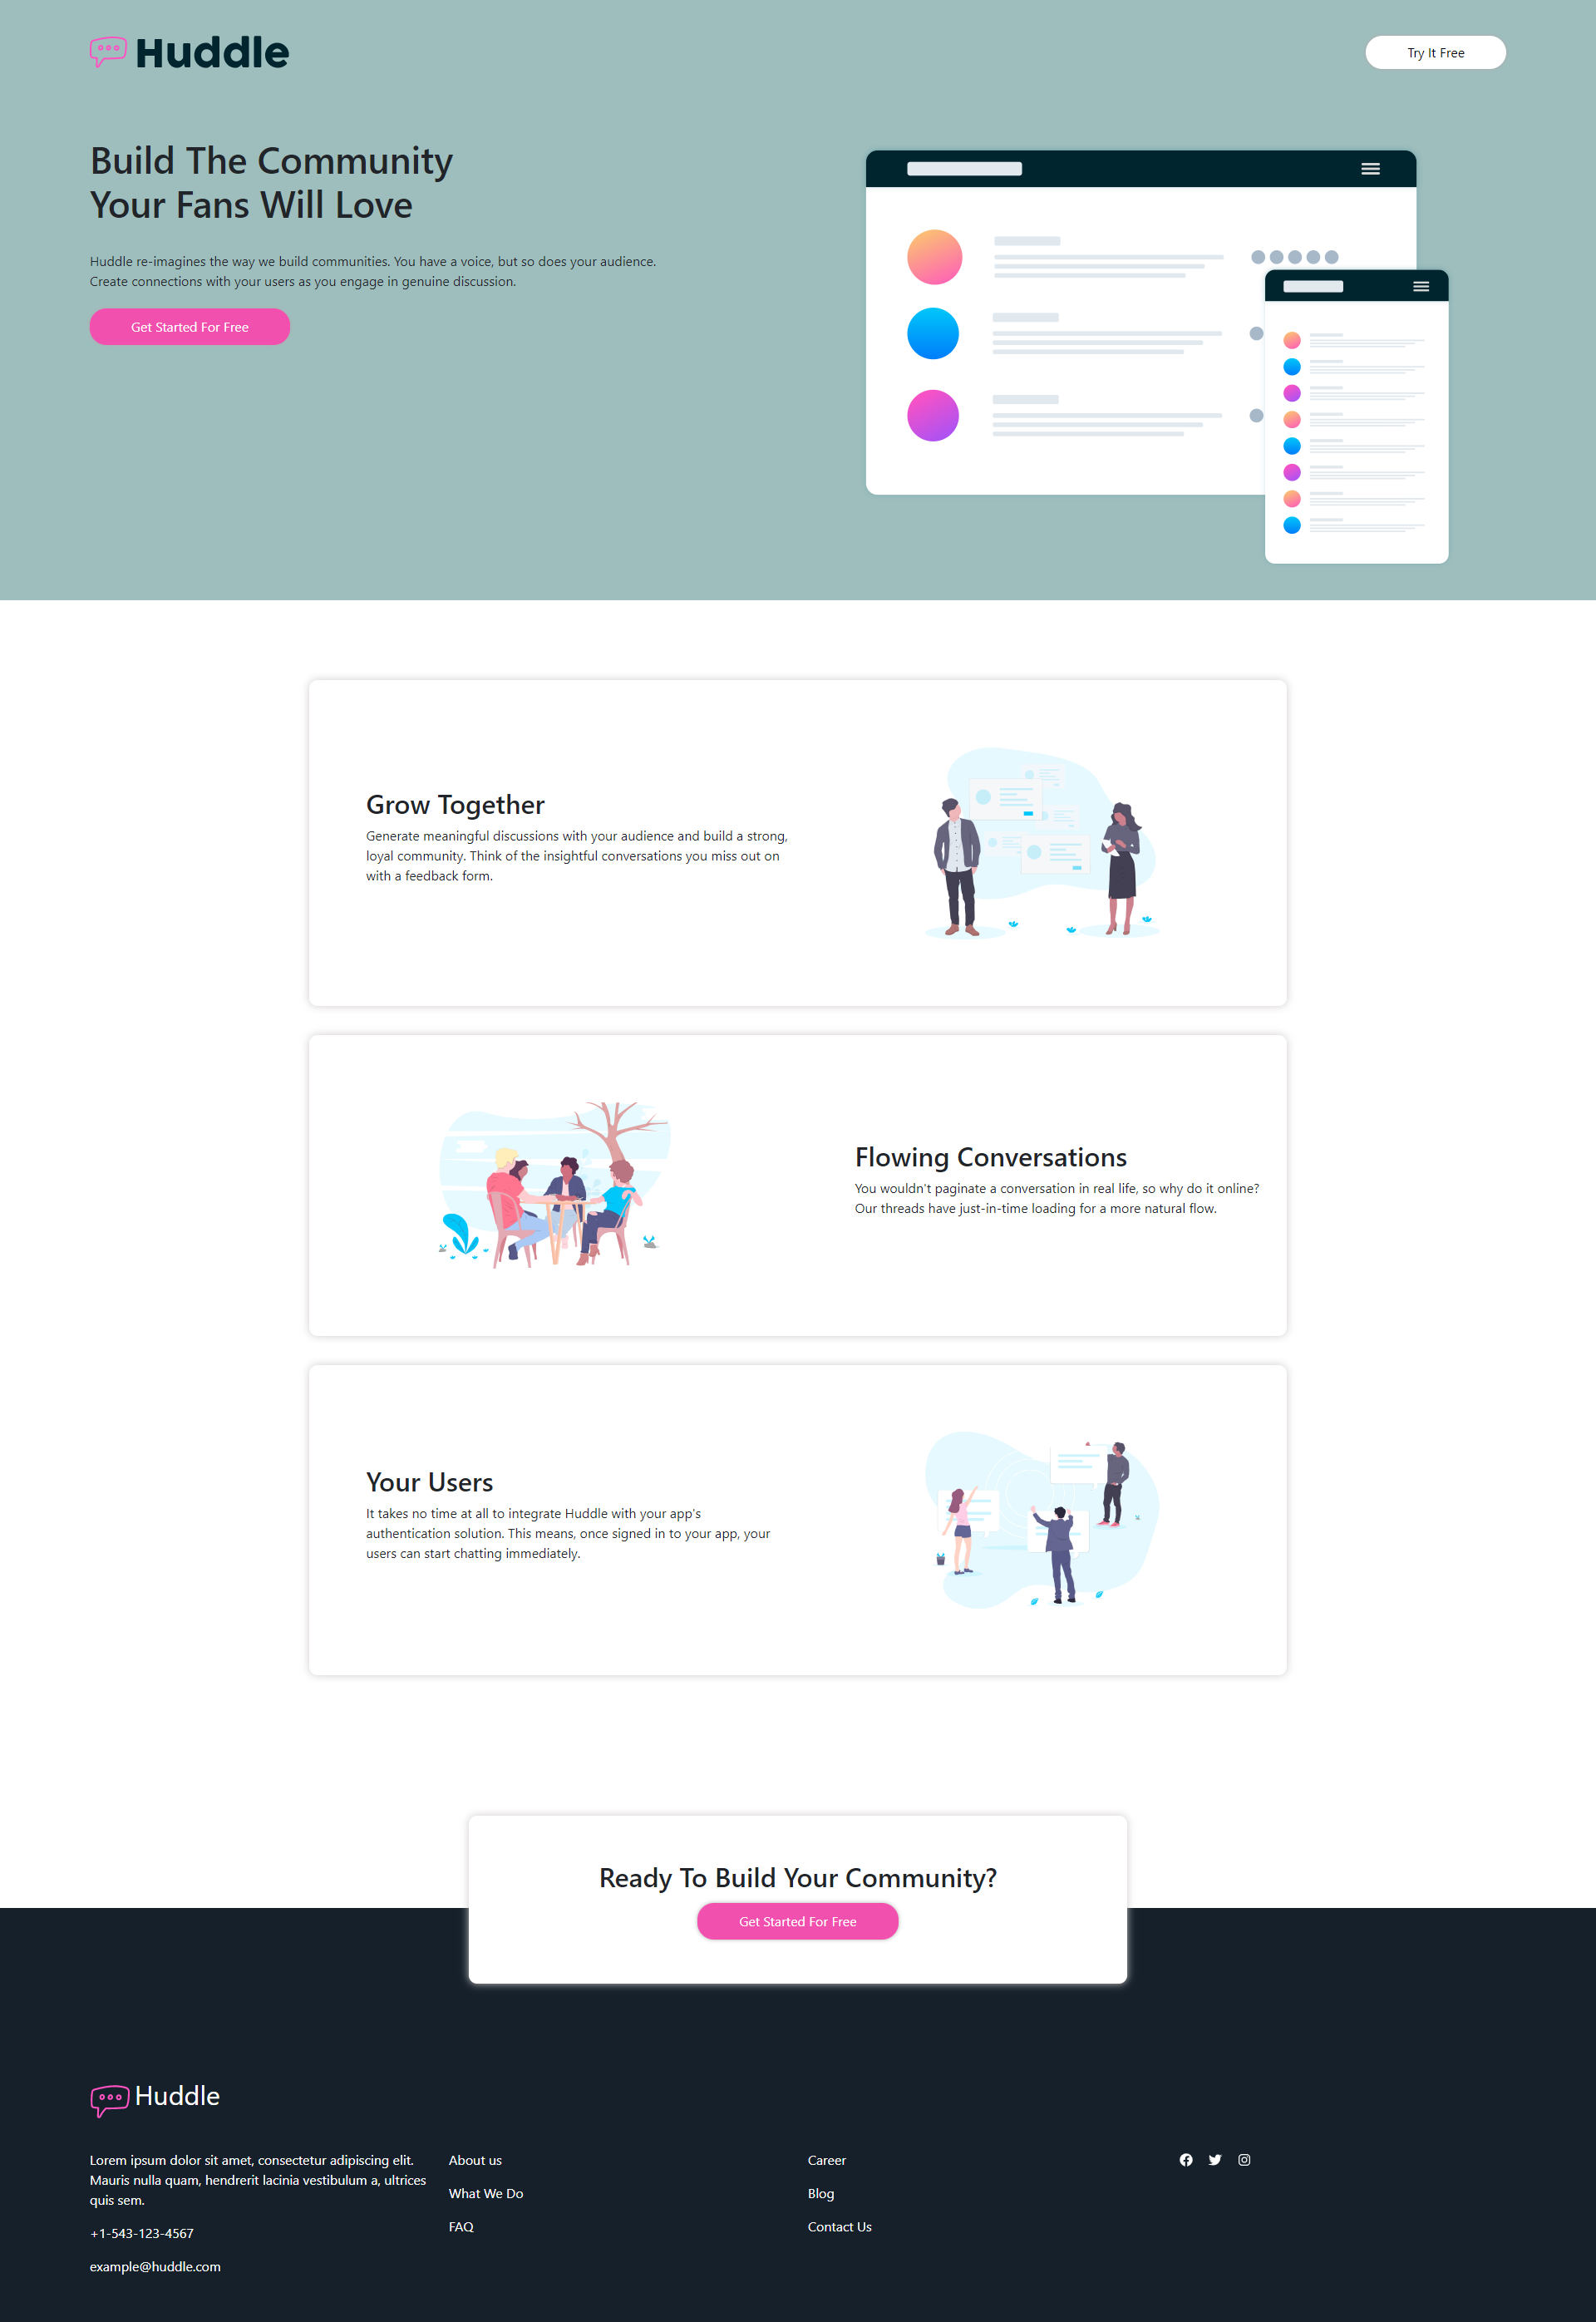 Huddle
Try It Free
Build The Community
Your Fans Will Love
Huddle re-imagines the way we build communities. You have a voice, but so does your audience.
Create connections with your users as you engage in genuine discussion.
Get Started For Free
Grow Together
Generate meaningful discussions with your audience and build a strong,
loyal community. Think of the insightful conversations you miss out on
with a feedback form.
Flowing Conversations
You wouldn't paginate a conversation in real life, so why do it online?
Our threads have just-in-time loading for a more natural flow.
Your Users
It takes no time at all to integrate Huddle with your app's
authentication solution. This means, once signed in to your app, your
users can start chatting immediately.
Ready To Build Your Community?
Get Started For Free
Huddle
Lorem ipsum dolor sit amet, consectetur adipiscing elit.
Mauris nulla quam, hendrerit lacinia vestibulum a, ultrices
quis sem.
+1-543-123-4567
example@huddle.com
About us
What We Do
FAQ
Career
Blog
Contact Us